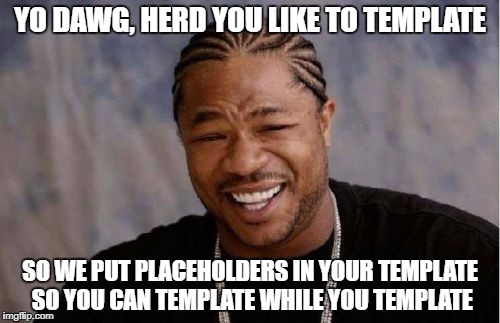 YO DAWG, HERD YOU LIKE TO TEMPLATE
SO WE PUT PLACEHOLDERS IN YOUR TEMPLATE
SO YOU CAN TEMPLATE WHILE YOU TEMPLATE
imgflip.com